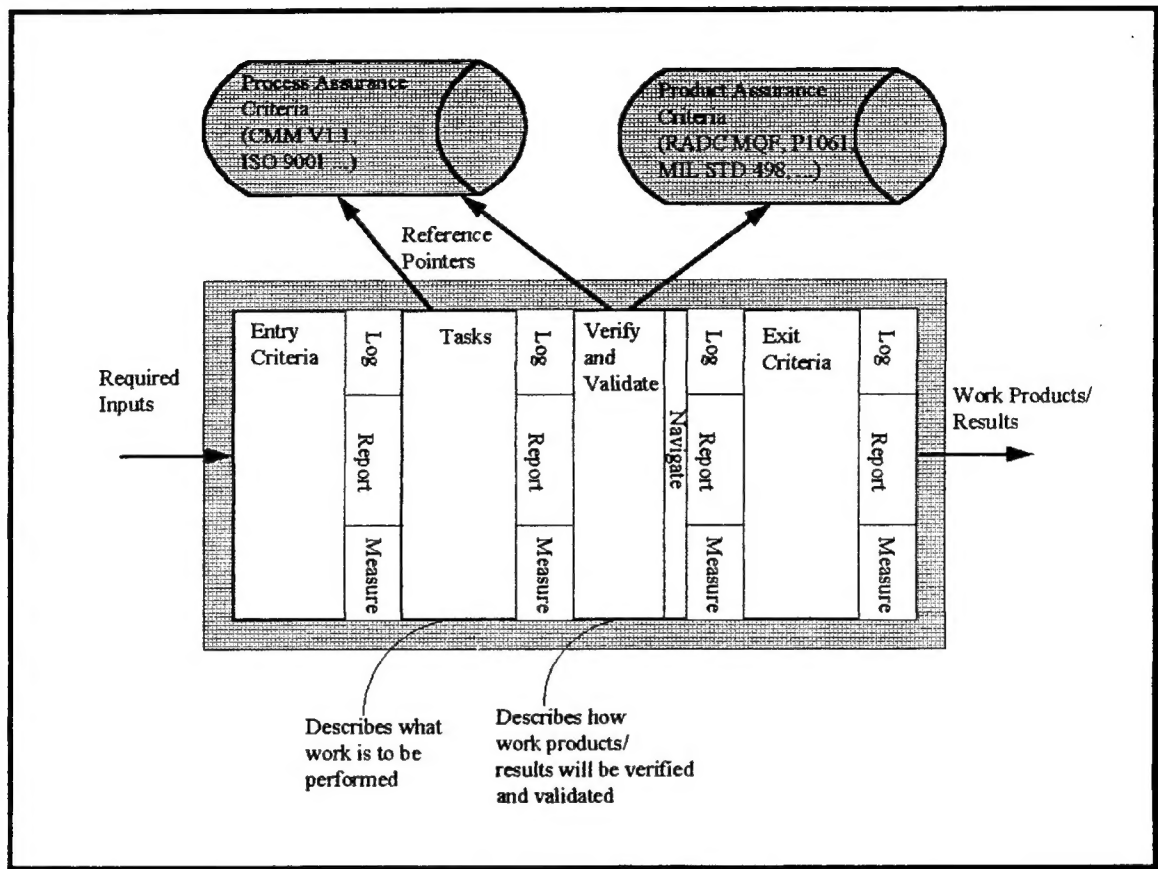 Process Assurance
Criteria
(CMM V1.1,
ISO 9001 ...)
Product Assurance
Criteria
(RADC MQF, P1061,
MIL STD 498, ...)
Reference
Pointers
Required
Inputs
Entry
Criteria
Log
Report
Measure
Tasks
Log
Report
Measure
Verify
and
Validate
Navigate
Log
Report
Measure
Exit
Criteria
Log
Report
Measure
Work Products/
Results
Describes what
work is to be
performed
Describes how
work products/
results will be verified
and validated